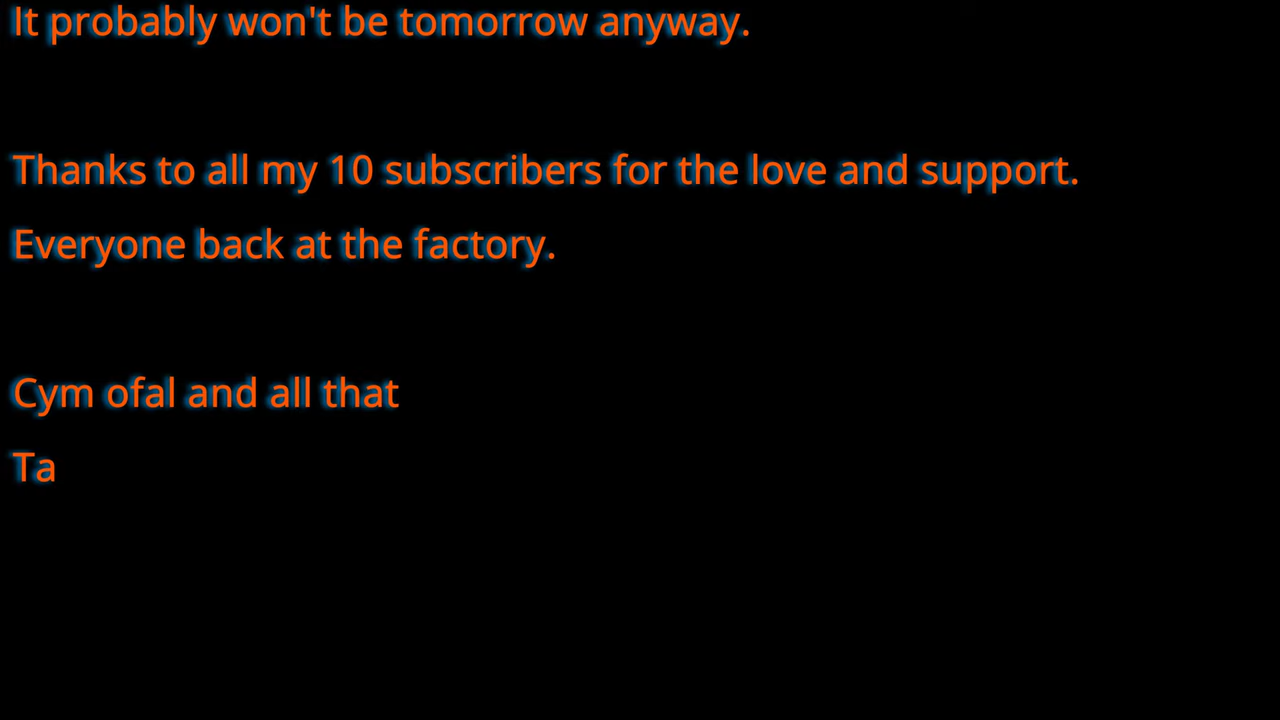 It probably won't be tomorrow anyway.
Thanks to all my 10 subscribers for the love and support.
Everyone back at the factory.
Cym ofal and all that
Ta